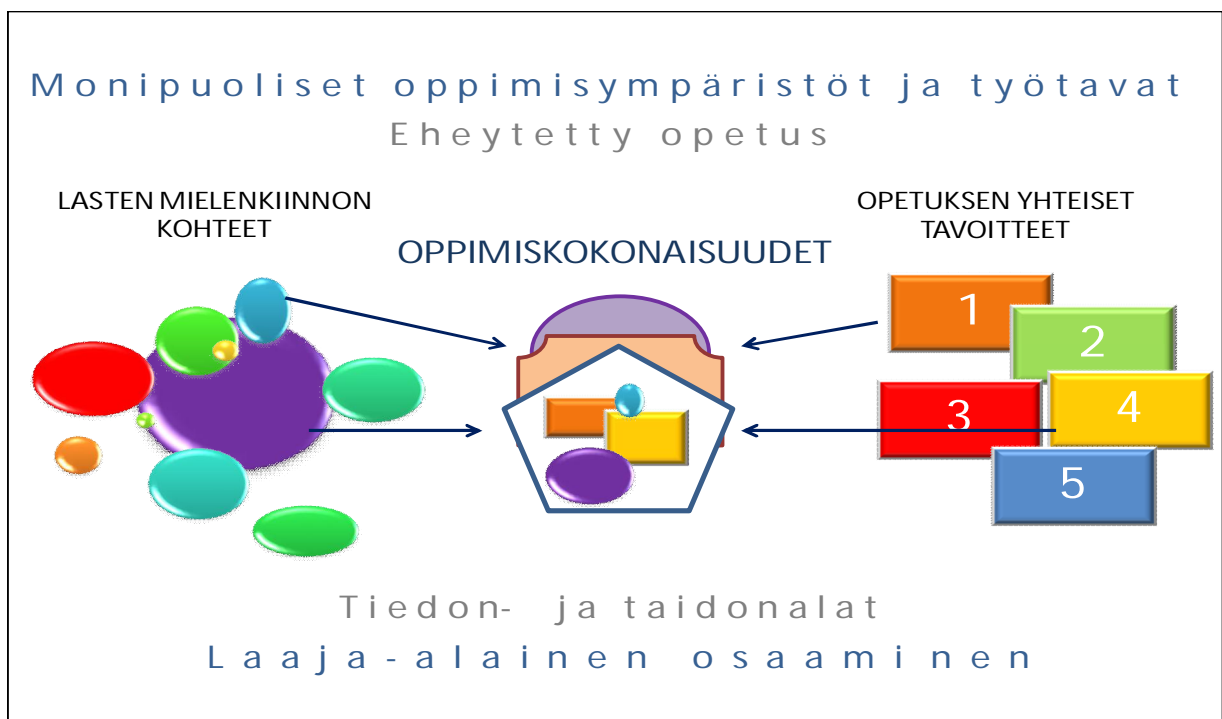 Monipuoliset oppimisympäristöt ja työtavat
Eheytetty opetus
LASTEN MIELENKIINNON
KOHTEET
OPPIMISKOKONAISUUDET
OPETUKSEN YHTEISET
TAVOITTEET
1
2
3
4
5
Tiedon- ja taidonalat
Laaja-alainen osaaminen